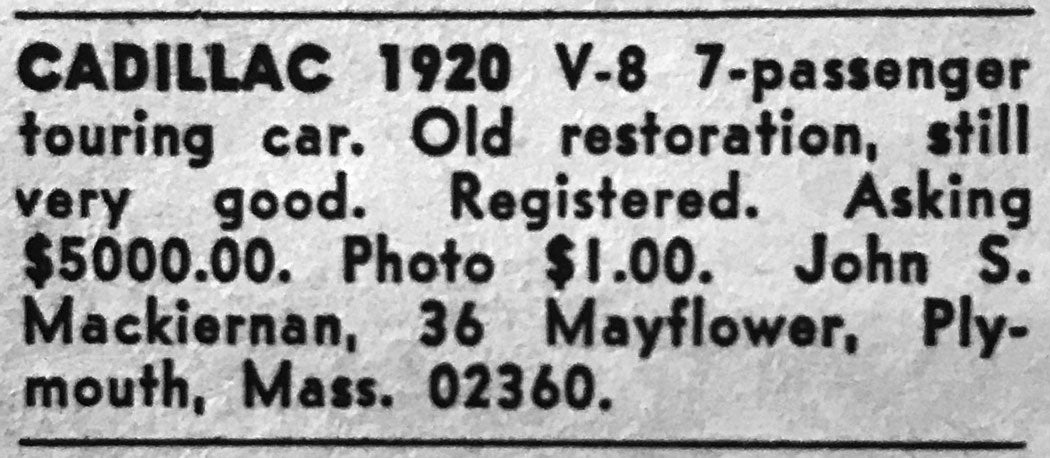 CADILLAC 1920 V-8 7-passenger
touring car. Old restoration, still
very good. Registered. Asking
$5000.00. Photo $1.00. John S.
Mackiernan, 36 Mayflower, Ply-
mouth, Mass. 02360.